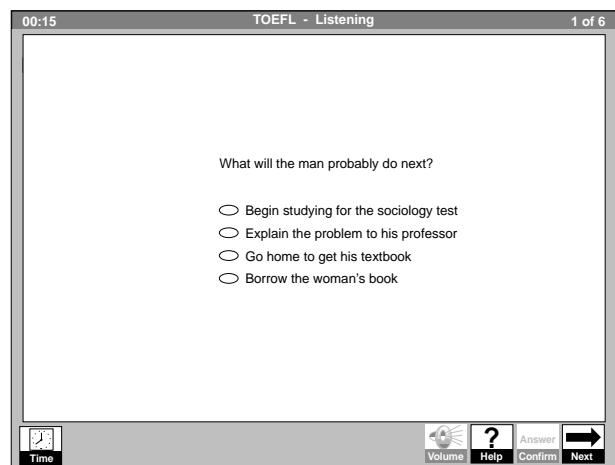 00:15 TOEFL - Listening 1 of 6
What will the man probably do next?
Begin studying for the sociology test
Explain the problem to his professor
Go home to get his textbook
Borrow the woman's book
Time
Volume
?
Help
Answer
Confirm
Next